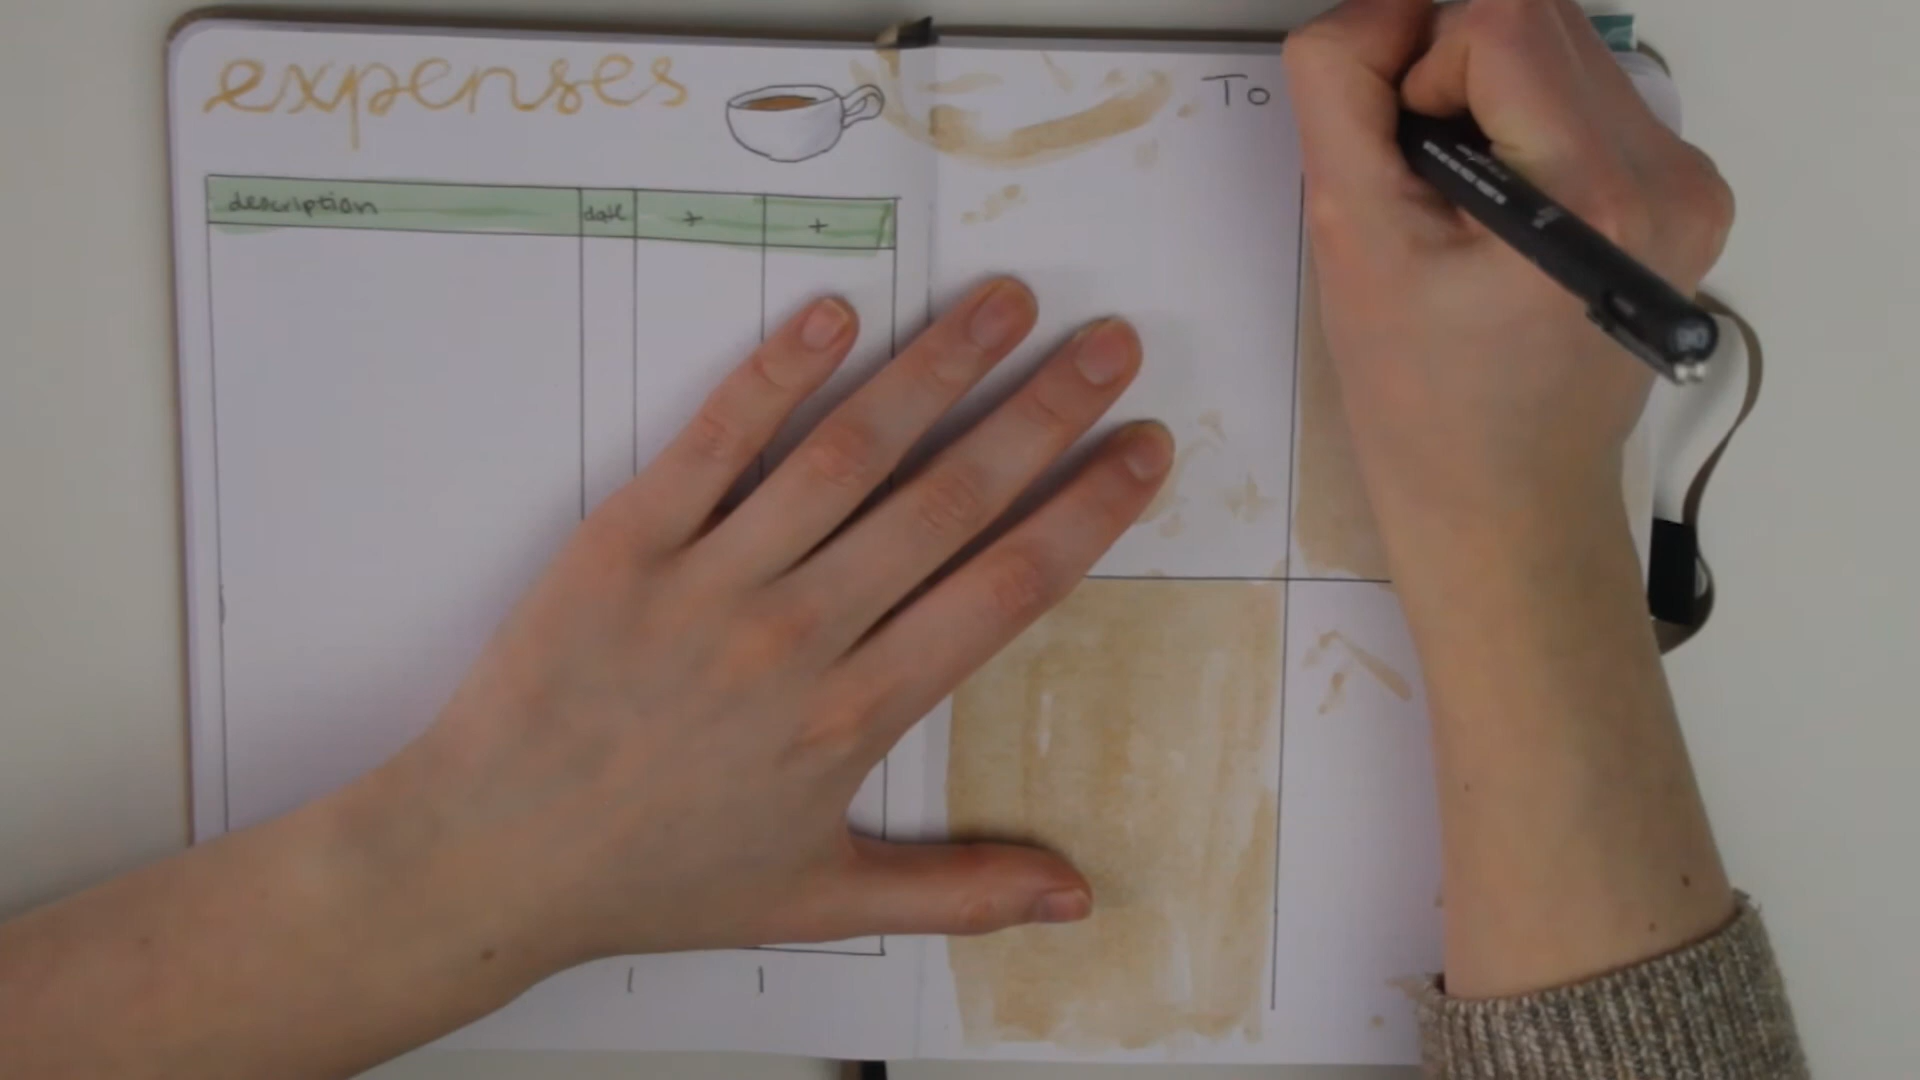 expenses
description date + +
To